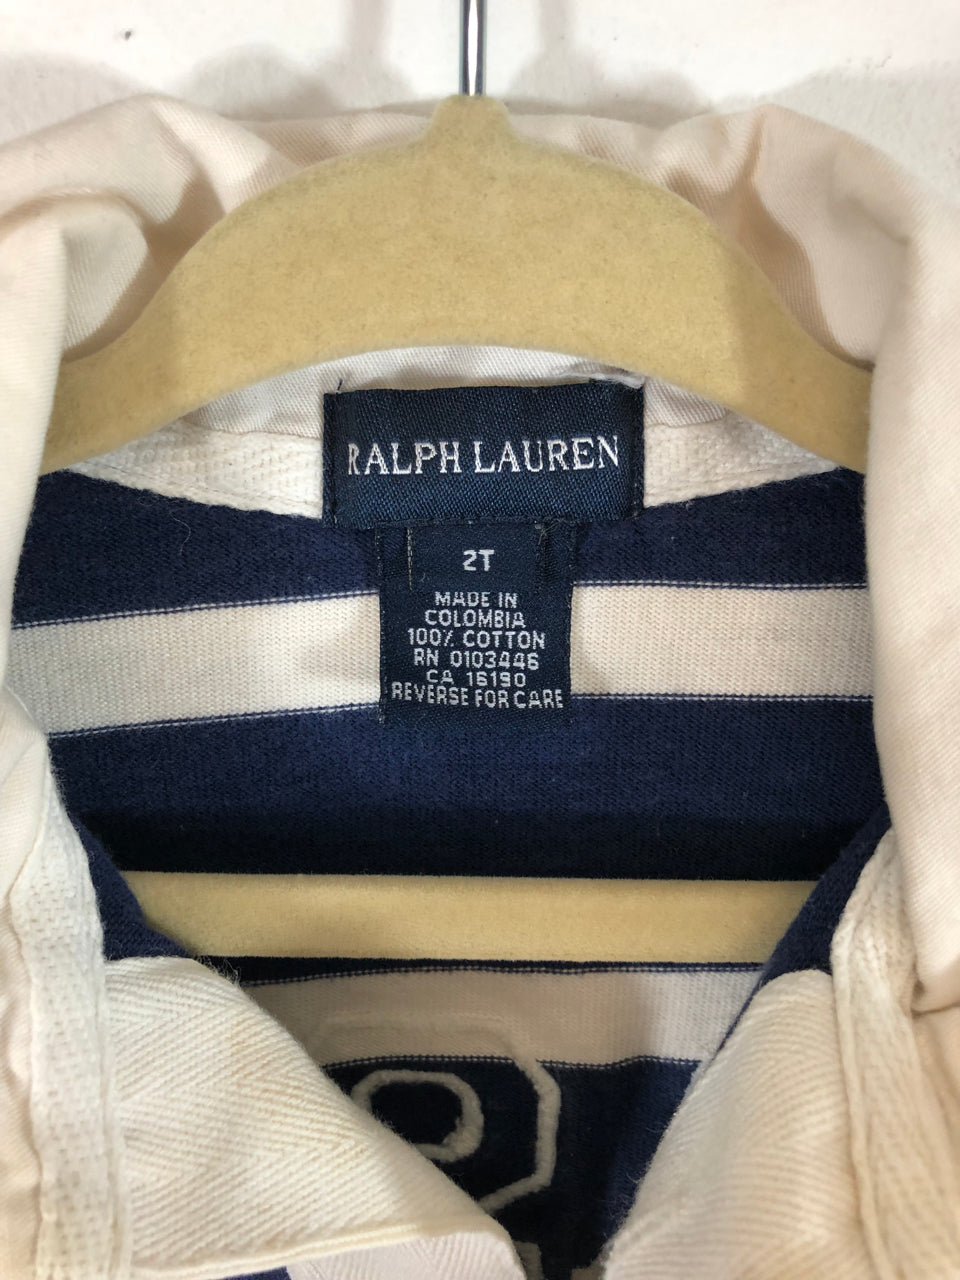 RALPH LAUREN
2T
MADE IN
COLOMBIA
100% COTTON
RN 0103446
CA 16190
REVERSE FOR CARE